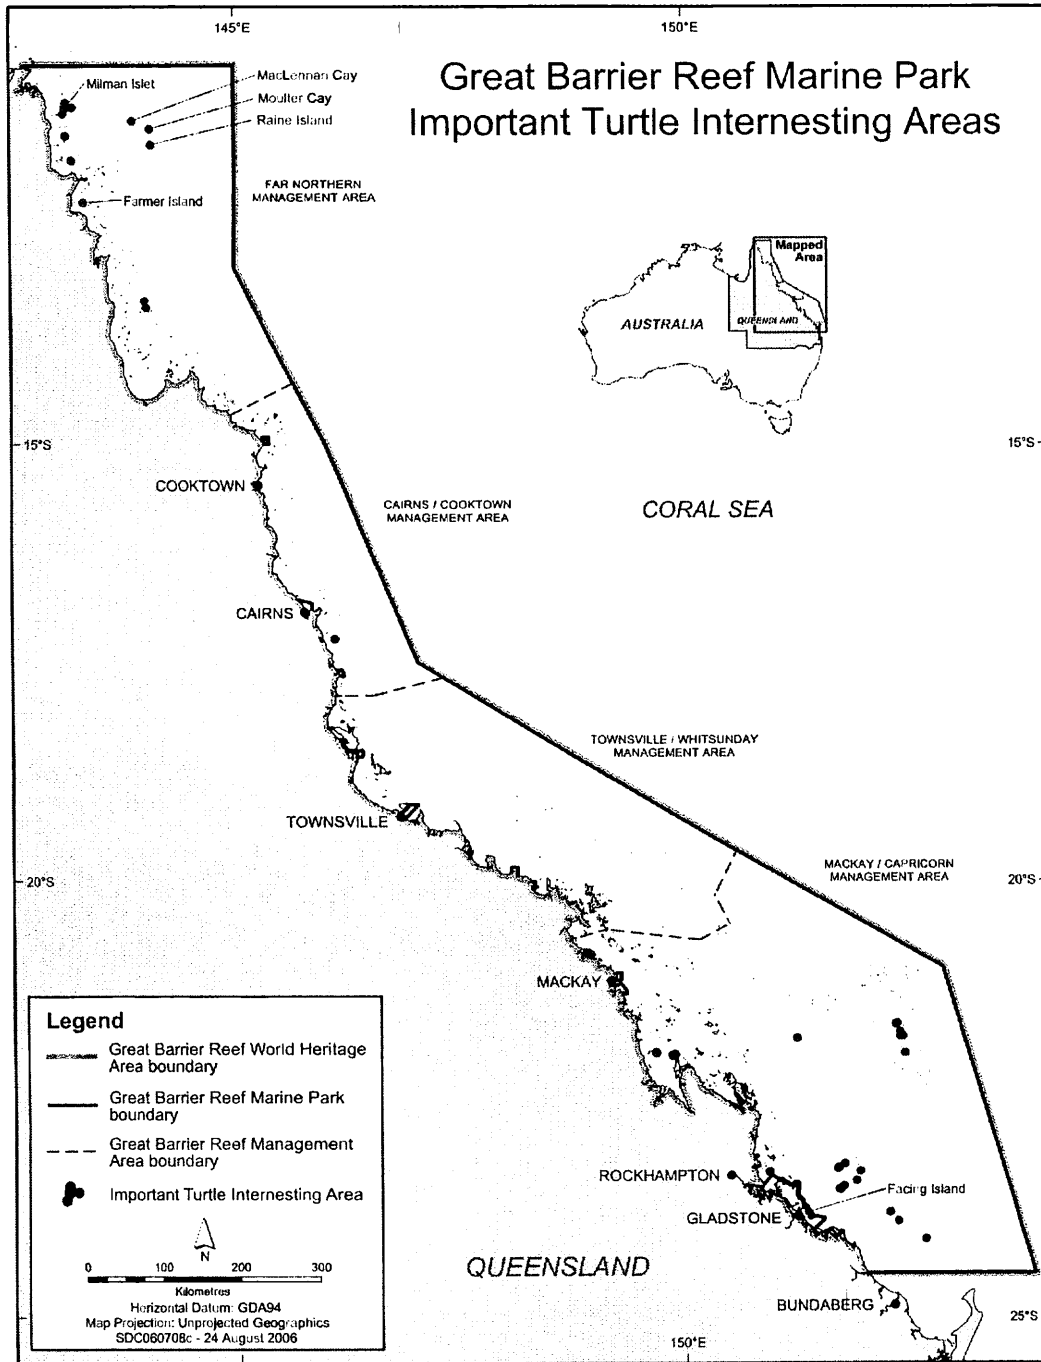 145°E
150°E
Great Barrier Reef Marine Park
Important Turtle Internesting Areas
Milman Islet
MacLennan Cay
Moulter Cay
Raine Island
FAR NORTHERN
MANAGEMENT AREA
Farmer Island
Mapped
Area
AUSTRALIA
QUEENSLAND
15°S
15°S
COOKTOWN
CAIRNS / COOKTOWN
MANAGEMENT AREA
CORAL SEA
CAIRNS
TOWNSVILLE / WHITSUNDAY
MANAGEMENT AREA
TOWNSVILLE
MACKAY / CAPRICORN
MANAGEMENT AREA
20°S
20°S
MACKAY
Legend
Great Barrier Reef World Heritage
Area boundary
Great Barrier Reef Marine Park
boundary
Great Barrier Reef Management
Area boundary
Important Turtle Internesting Area
N
0 100 200 300
Kilometres
Horizontal Datum: GDA94
Map Projection: Unprojected Geographics
SDC060708c - 24 August 2006
ROCKHAMPTON
Facing Island
GLADSTONE
QUEENSLAND
BUNDABERG
25°S
150°E